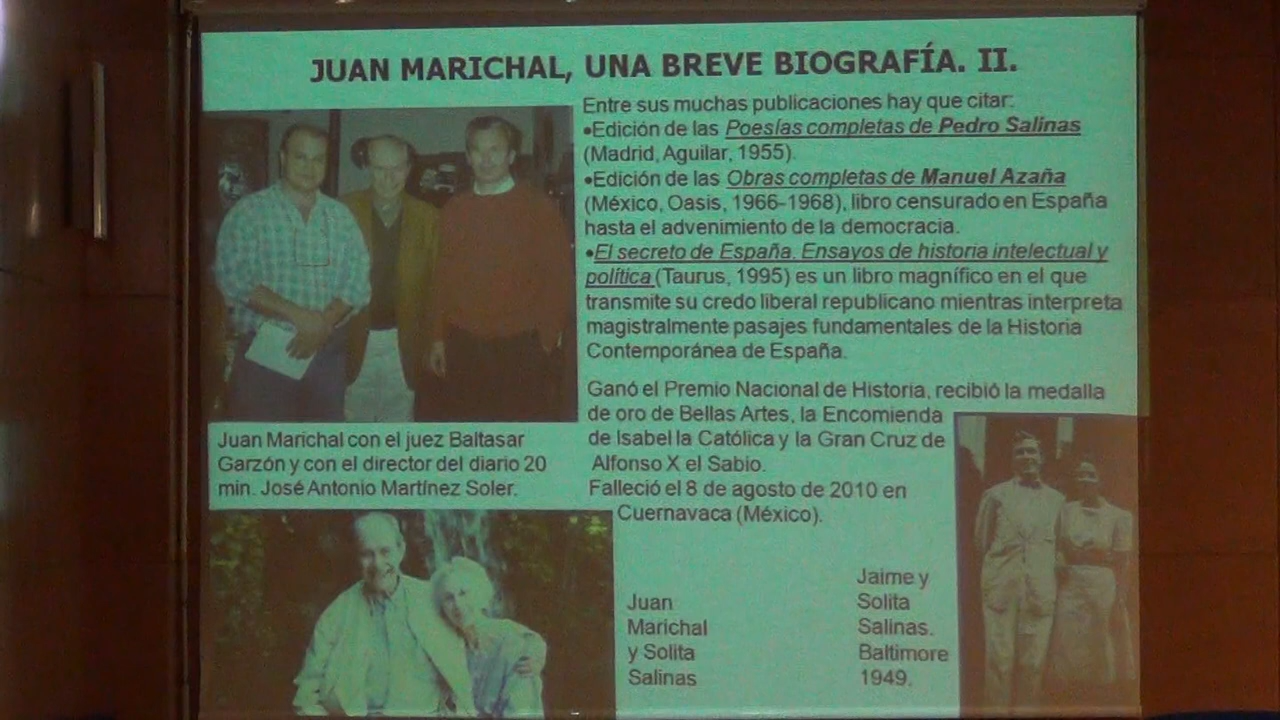 JUAN MARICHAL, UNA BREVE BIOGRAFÍA. II.
Entre sus muchas publicaciones hay que citar:
•Edición de las Poesías completas de Pedro Salinas
(Madrid, Aguilar, 1955).
•Edición de las Obras completas de Manuel Azaña
(México, Oasis, 1966-1968), libro censurado en España
hasta el advenimiento de la democracia.
•El secreto de España. Ensayos de historia intelectual y
política (Taurus, 1995) es un libro magnífico en el que
transmite su credo liberal republicano mientras interpreta
magistralmente pasajes fundamentales de la Historia
Contemporánea de España.
Ganó el Premio Nacional de Historia, recibió la medalla
de oro de Bellas Artes, la Encomienda
de Isabel la Católica y la Gran Cruz de
Alfonso X el Sabio.
Falleció el 8 de agosto de 2010 en
Cuernavaca (México).
Juan Marichal con el juez Baltasar
Garzón y con el director del diario 20
min. José Antonio Martínez Soler.
Juan
Marichal
y Solita
Salinas
Jaime y
Solita
Salinas.
Baltimore
1949.